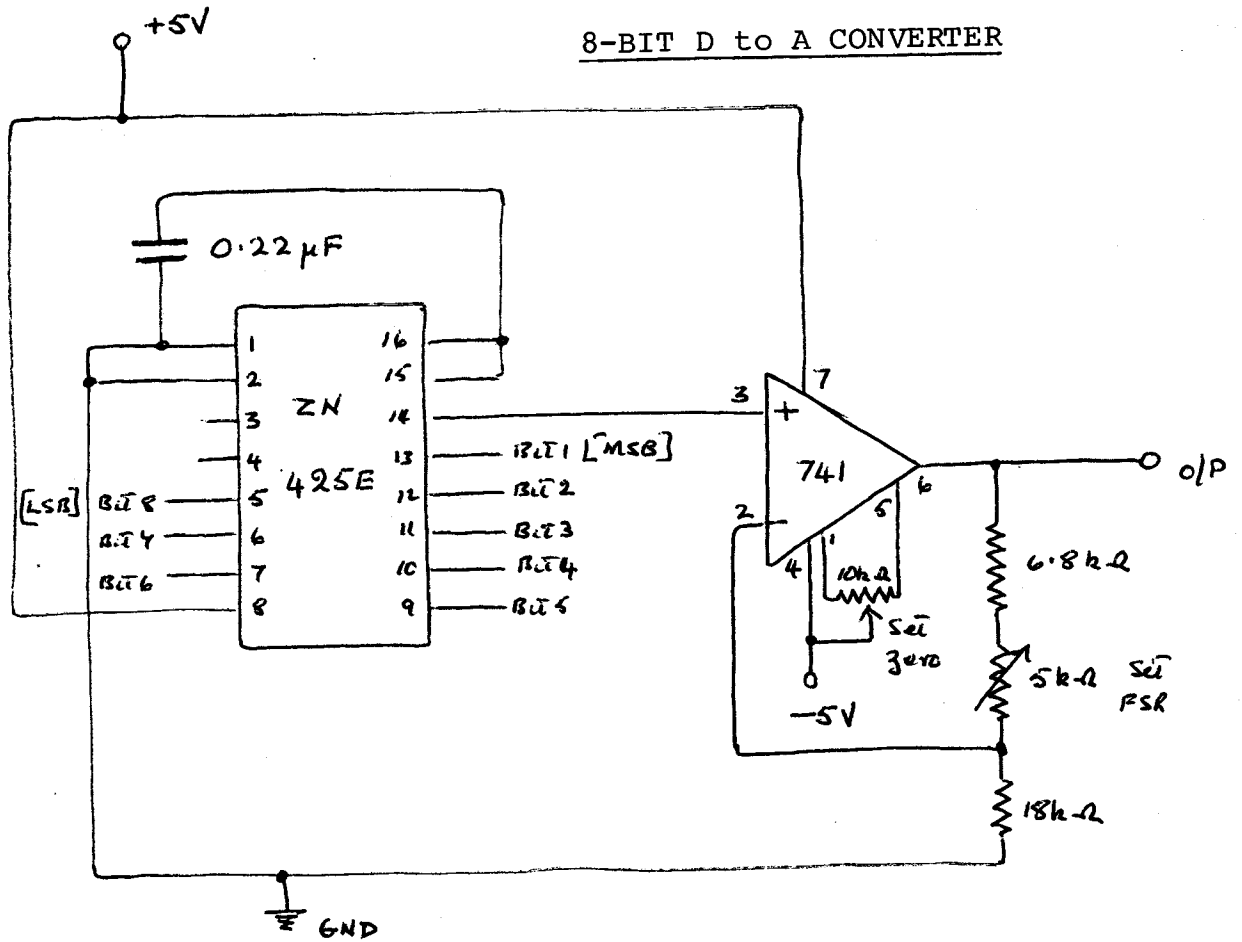 +5V
8-BIT D to A CONVERTER
0.22 µF
1
2
3
4
5
6
7
8
ZN
425E
16
15
14
13
12
11
10
9
[LSB] Bit 8
Bit 7
Bit 6
Bit 1 [MSB]
Bit 2
Bit 3
Bit 4
Bit 5
3
+
7
741
2
−
4
1
5
6
O/P
10kΩ
Set
zero
−5V
6.8kΩ
5kΩ
Set
FSR
18kΩ
GND